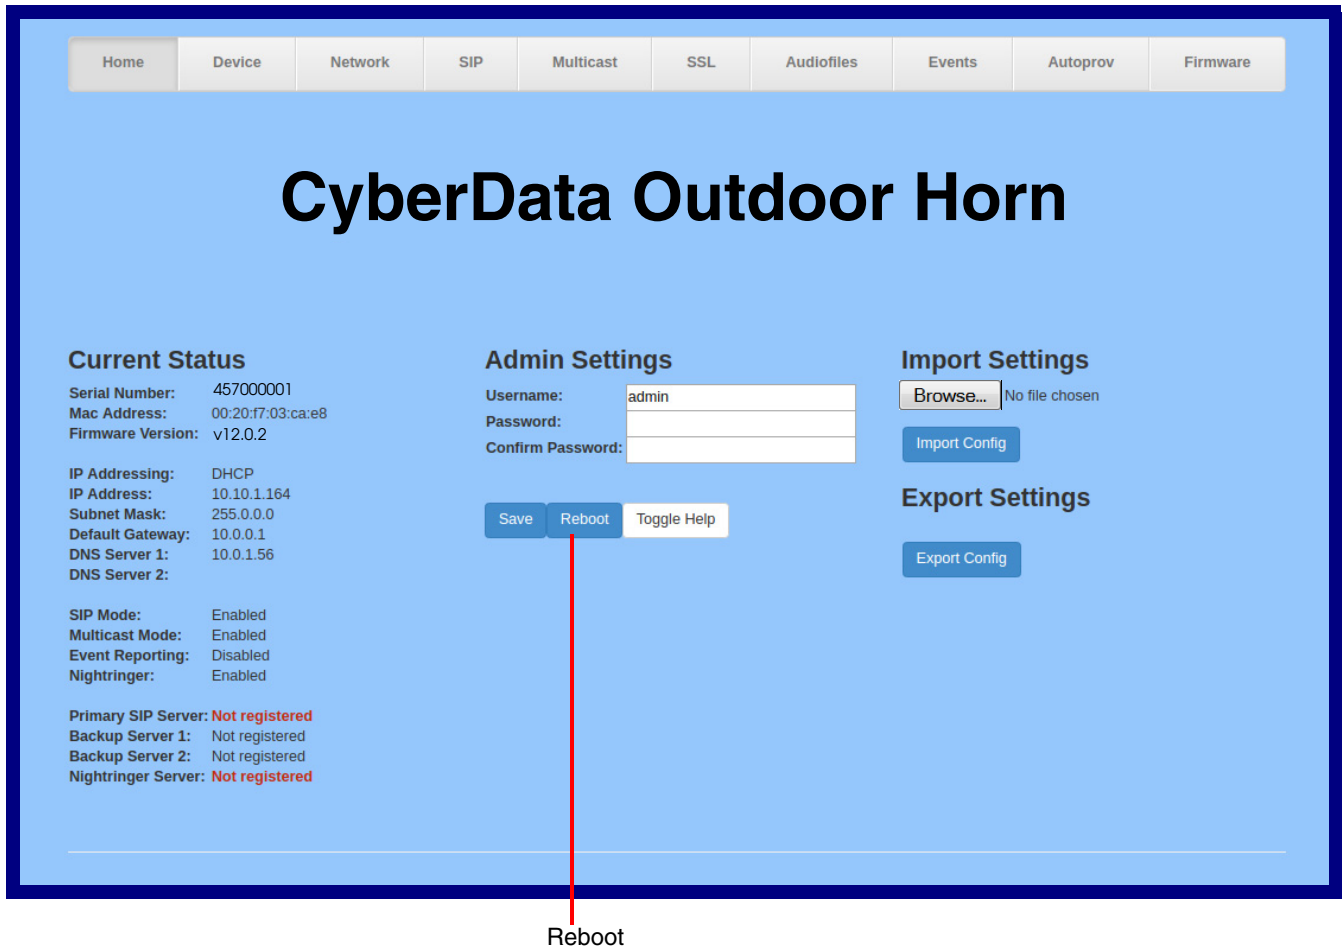 Home Device Network SIP Multicast SSL Audiofiles Events Autoprov Firmware
CyberData Outdoor Horn
Current Status
Serial Number: 457000001
Mac Address: 00:20:f7:03:ca:e8
Firmware Version: v12.0.2
IP Addressing: DHCP
IP Address: 10.10.1.164
Subnet Mask: 255.0.0.0
Default Gateway: 10.0.0.1
DNS Server 1: 10.0.1.56
DNS Server 2:
SIP Mode: Enabled
Multicast Mode: Enabled
Event Reporting: Disabled
Nightringer: Enabled
Primary SIP Server: Not registered
Backup Server 1: Not registered
Backup Server 2: Not registered
Nightringer Server: Not registered
Admin Settings
Username: admin
Password:
Confirm Password:
Save Reboot Toggle Help
Import Settings
Browse... No file chosen
Import Config
Export Settings
Export Config
Reboot